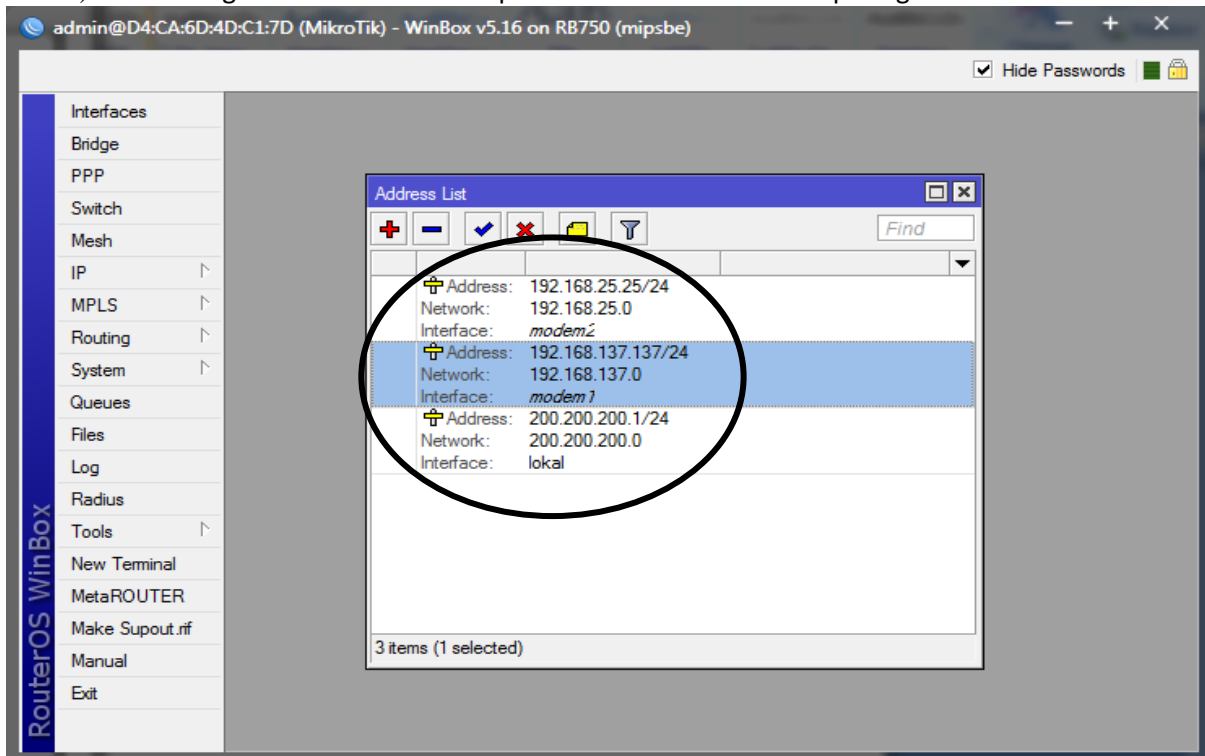 admin@D4:CA:6D:4D:C1:7D (MikroTik) - WinBox v5.16 on RB750 (mipsbe)
Hide Passwords
Interfaces
Bridge
PPP
Switch
Mesh
IP
MPLS
Routing
System
Queues
Files
Log
Radius
Tools
New Terminal
MetaROUTER
Make Supout.rif
Manual
Exit
RouterOS WinBox
Address List
Find
Address: 192.168.25.25/24
Network: 192.168.25.0
Interface: modem2
Address: 192.168.137.137/24
Network: 192.168.137.0
Interface: modem1
Address: 200.200.200.1/24
Network: 200.200.200.0
Interface: lokal
3 items (1 selected)